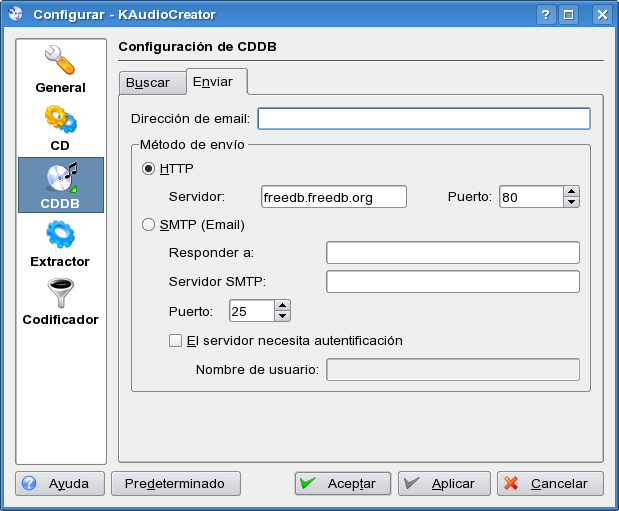 Configurar - KAudioCreator
General
CD
CDDB
Extractor
Codificador
Configuración de CDDB
Buscar Enviar
Dirección de email:
Método de envío
HTTP
Servidor: freedb.freedb.org Puerto: 80
SMTP (Email)
Responder a:
Servidor SMTP:
Puerto: 25
El servidor necesita autentificación
Nombre de usuario:
Ayuda Predeterminado Aceptar Aplicar Cancelar